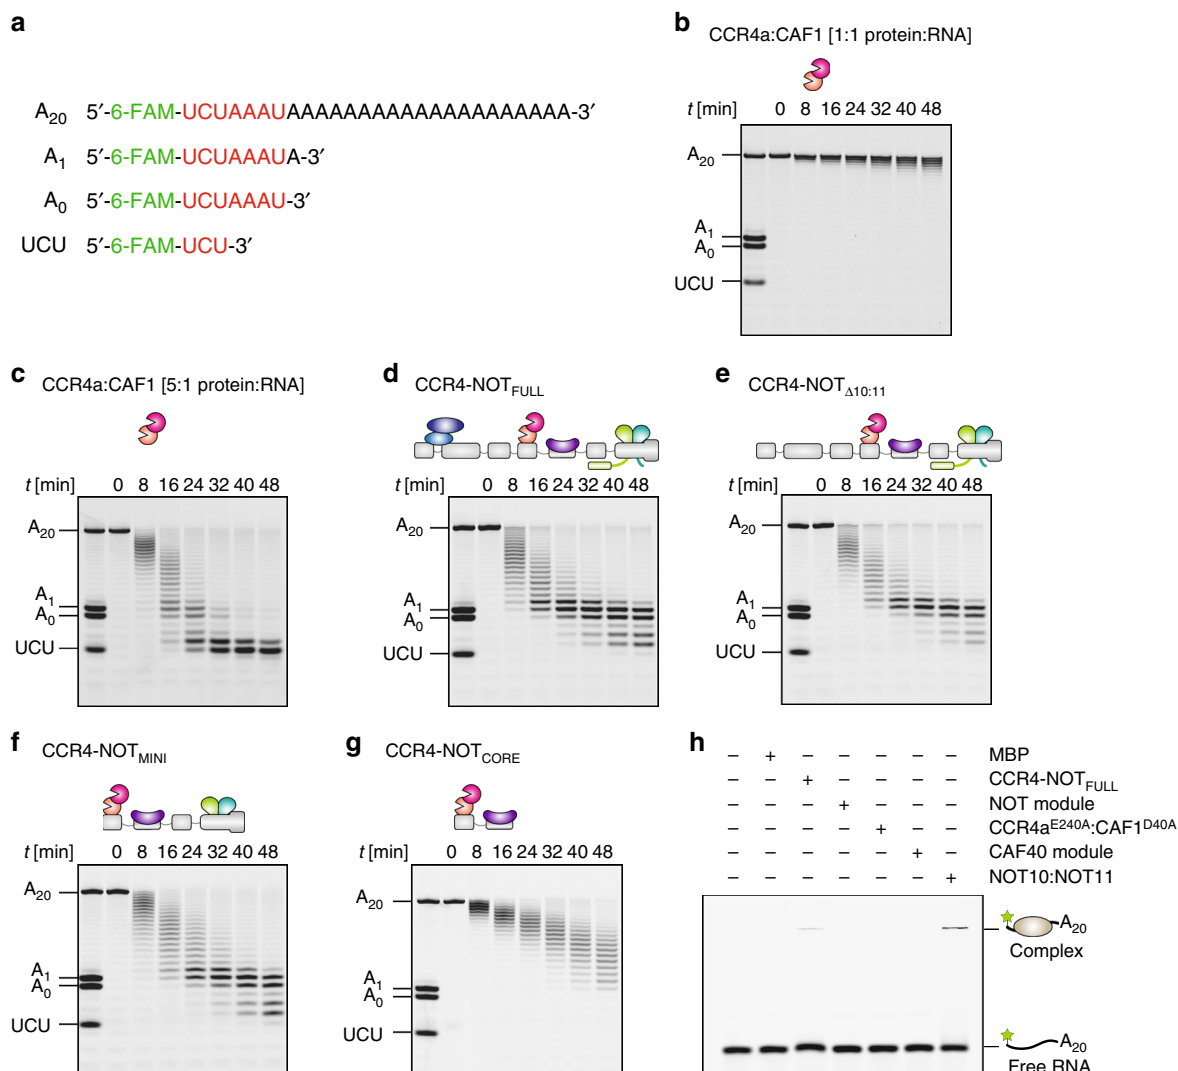 a
A20 5′-6-FAM-UCUAAAUAAAAAAAAAAAAAAAAAAAA-3′
A1 5′-6-FAM-UCUAAAUA-3′
A0 5′-6-FAM-UCUAAAU-3′
UCU 5′-6-FAM-UCU-3′
b CCR4a:CAF1 [1:1 protein:RNA]
t [min] 0 8 16 24 32 40 48
A20
A1
A0
UCU
c CCR4a:CAF1 [5:1 protein:RNA]
t [min] 0 8 16 24 32 40 48
A20
A1
A0
UCU
d CCR4-NOTFULL
t [min] 0 8 16 24 32 40 48
A20
A1
A0
UCU
e CCR4-NOTΔ10:11
t [min] 0 8 16 24 32 40 48
A20
A1
A0
UCU
f CCR4-NOTMINI
t [min] 0 8 16 24 32 40 48
A20
A1
A0
UCU
g CCR4-NOTCORE
t [min] 0 8 16 24 32 40 48
A20
A1
A0
UCU
h
– + – – – – – MBP
– – + – – – – CCR4-NOTFULL
– – – + – – – NOT module
– – – – + – – CCR4aE240A:CAF1D40A
– – – – – + – CAF40 module
– – – – – – + NOT10:NOT11
A20
Complex
A20
Free RNA